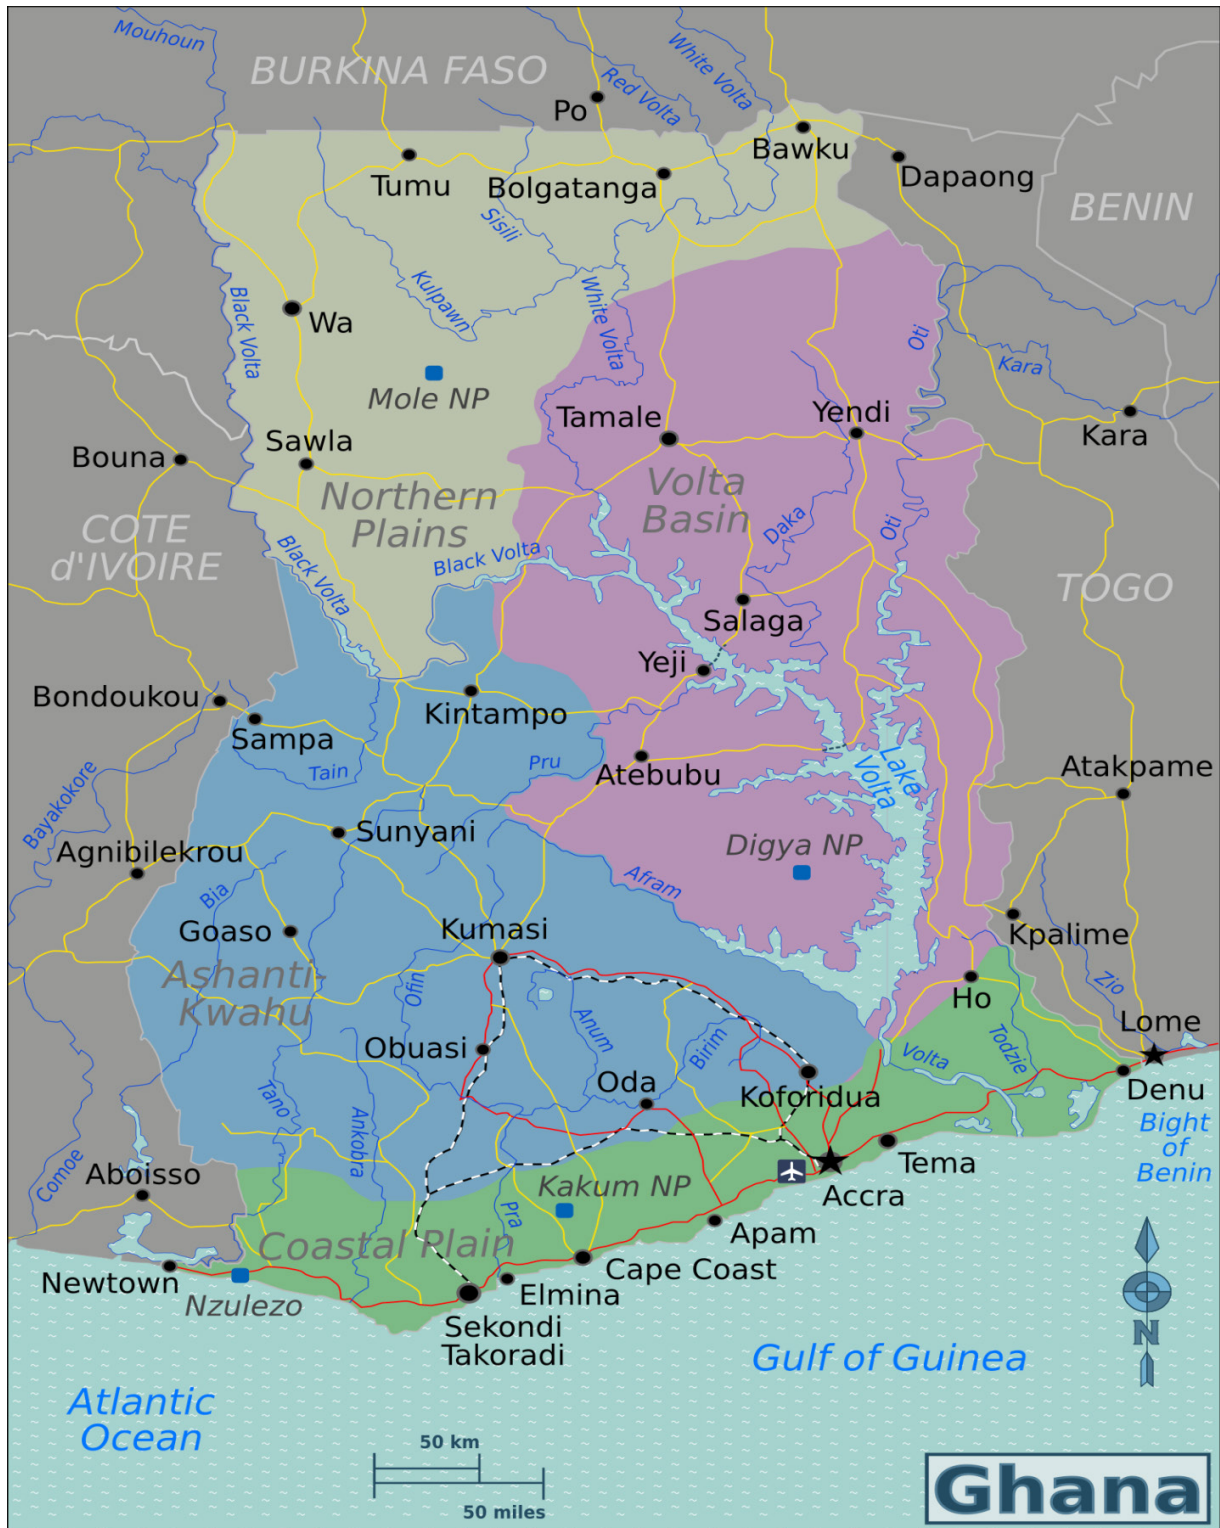 Mouhoun
BURKINA FASO
White Volta
Red Volta
Po
Bawku
Tumu
Bolgatanga
Dapaong
BENIN
Sisili
Kulpawn
Black Volta
White Volta
Wa
Oti
Kara
Mole NP
Tamale
Yendi
Kara
Sawla
Bouna
Northern
Plains
Volta
Basin
COTE
d'IVOIRE
Daka
Oti
Black Volta
Black Volta
TOGO
Salaga
Yeji
Bondoukou
Kintampo
Sampa
Tain
Pru
Atebubu
Lake
Volta
Atakpame
Bayakokore
Sunyani
Agnibilekrou
Digya NP
Bia
Afram
Goaso
Kumasi
Kpalime
Ashanti-
Kwahu
Ofin
Zio
Ho
Anum
Lome
Obuasi
Birim
Volta
Todzie
Oda
Koforidua
Denu
Tano
Ankobra
Bight
of
Benin
Comoe
Aboisso
Tema
Kakum NP
Accra
Pra
Apam
Coastal Plain
Cape Coast
Newtown
Nzulezo
Elmina
Sekondi
Takoradi
N
Gulf of Guinea
Atlantic
Ocean
50 km
50 miles
Ghana